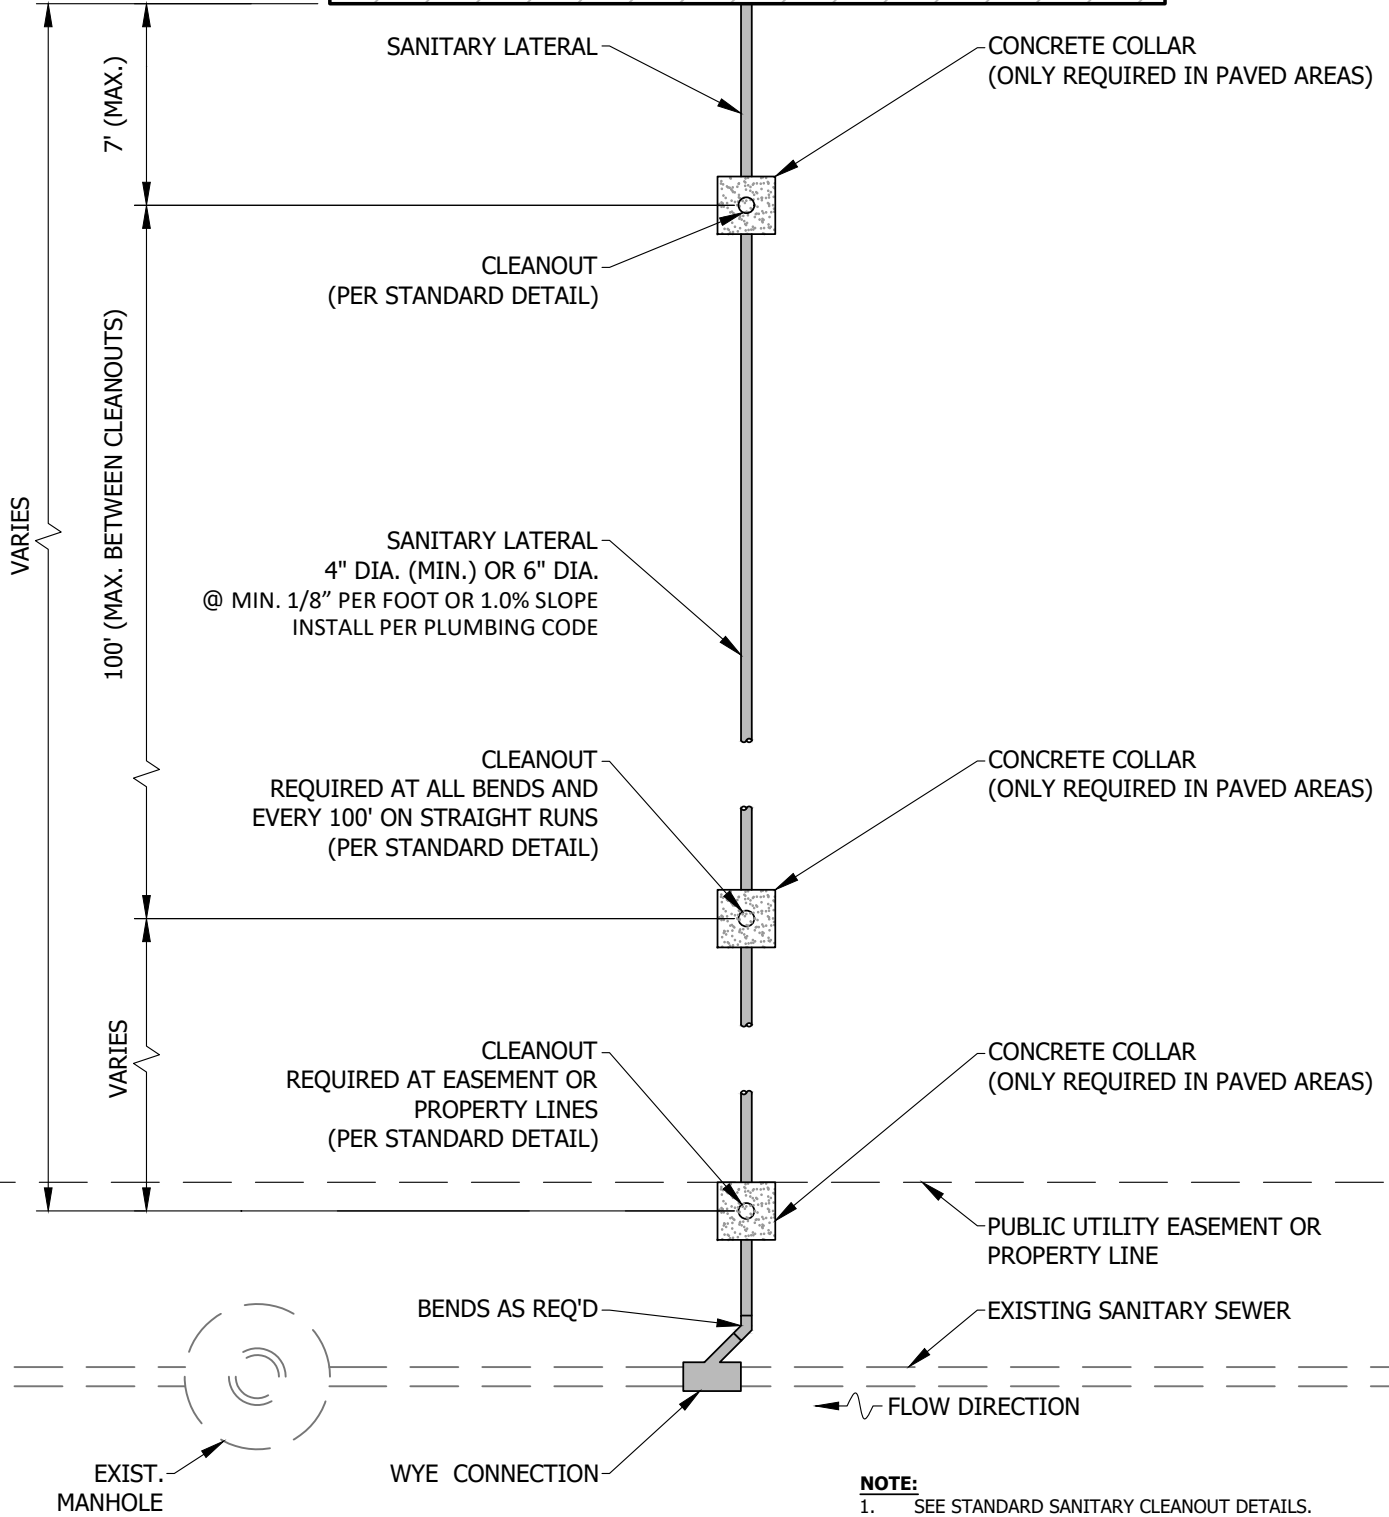 SANITARY LATERAL
CONCRETE COLLAR
(ONLY REQUIRED IN PAVED AREAS)
7' (MAX.)
CLEANOUT
(PER STANDARD DETAIL)
100' (MAX. BETWEEN CLEANOUTS)
VARIES
SANITARY LATERAL
4" DIA. (MIN.) OR 6" DIA.
@ MIN. 1/8” PER FOOT OR 1.0% SLOPE
INSTALL PER PLUMBING CODE
CLEANOUT
REQUIRED AT ALL BENDS AND
EVERY 100' ON STRAIGHT RUNS
(PER STANDARD DETAIL)
CONCRETE COLLAR
(ONLY REQUIRED IN PAVED AREAS)
VARIES
CLEANOUT
REQUIRED AT EASEMENT OR
PROPERTY LINES
(PER STANDARD DETAIL)
CONCRETE COLLAR
(ONLY REQUIRED IN PAVED AREAS)
PUBLIC UTILITY EASEMENT OR
PROPERTY LINE
BENDS AS REQ'D
EXISTING SANITARY SEWER
FLOW DIRECTION
EXIST.
MANHOLE
WYE CONNECTION
NOTE:
1. SEE STANDARD SANITARY CLEANOUT DETAILS.